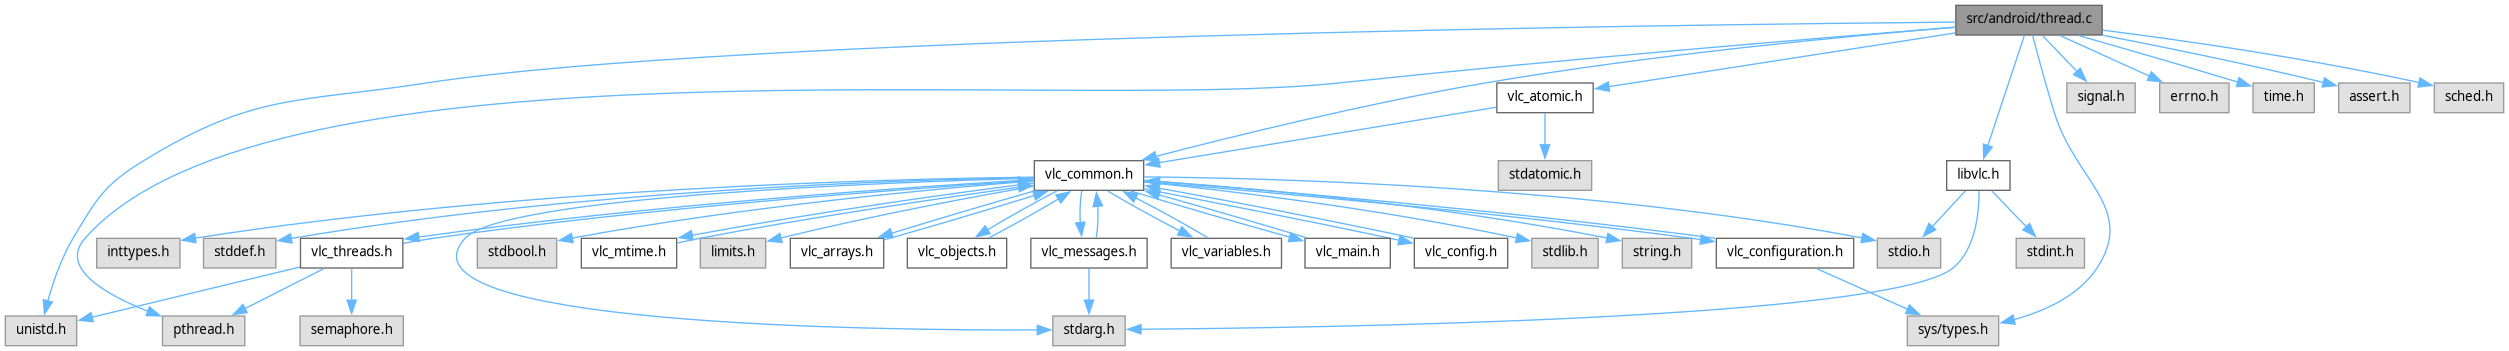 src/android/thread.c
vlc_atomic.h
signal.h
errno.h
time.h
assert.h
sched.h
vlc_common.h
stdatomic.h
libvlc.h
inttypes.h
stddef.h
vlc_threads.h
stdbool.h
vlc_mtime.h
limits.h
vlc_arrays.h
vlc_objects.h
vlc_messages.h
vlc_variables.h
vlc_main.h
vlc_config.h
stdlib.h
string.h
vlc_configuration.h
stdio.h
stdint.h
unistd.h
pthread.h
semaphore.h
stdarg.h
sys/types.h